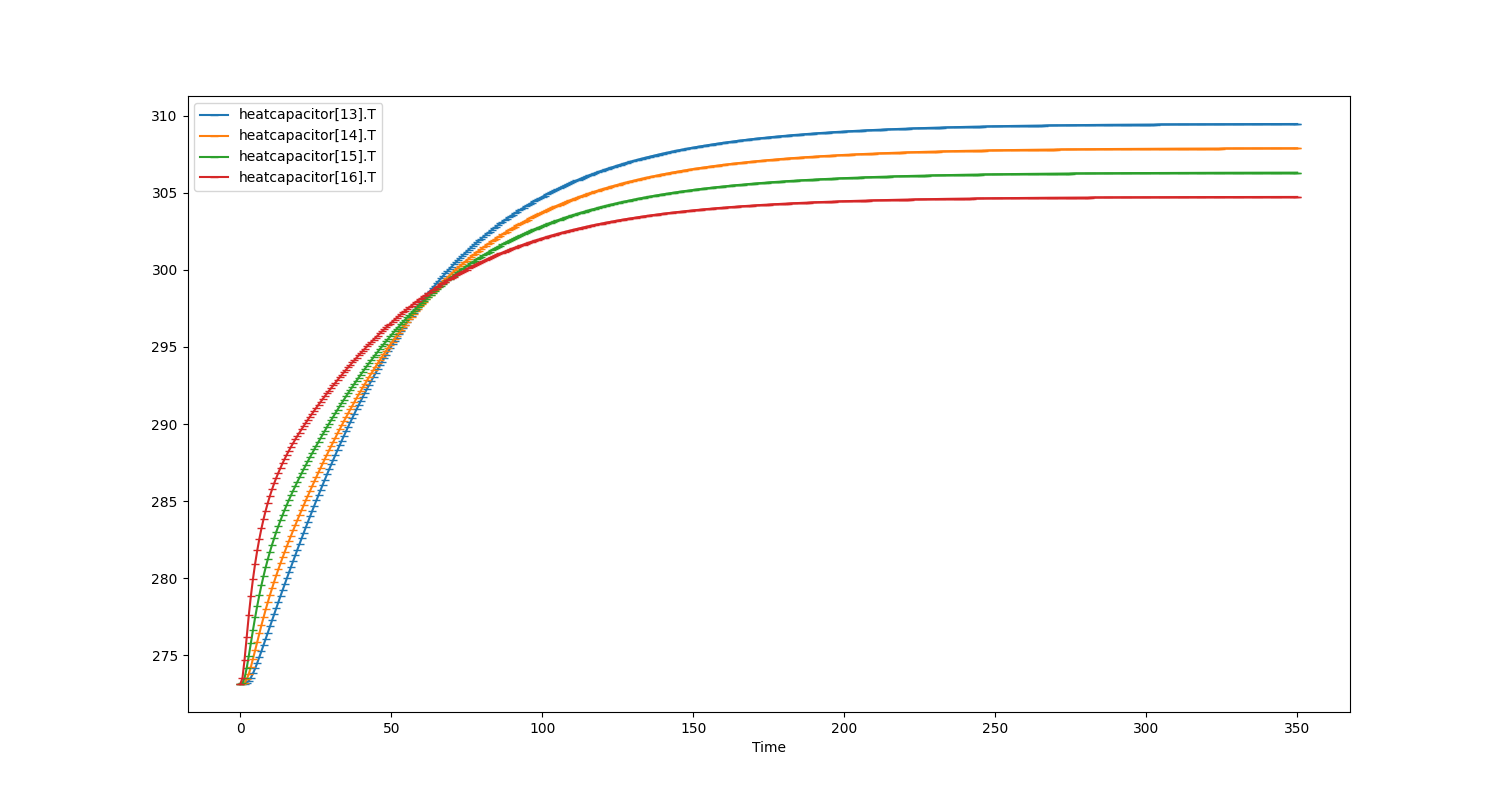 heatcapacitor[13].T
heatcapacitor[14].T
heatcapacitor[15].T
heatcapacitor[16].T
310
305
300
295
290
285
280
275
0 50 100 150 200 250 300 350
Time